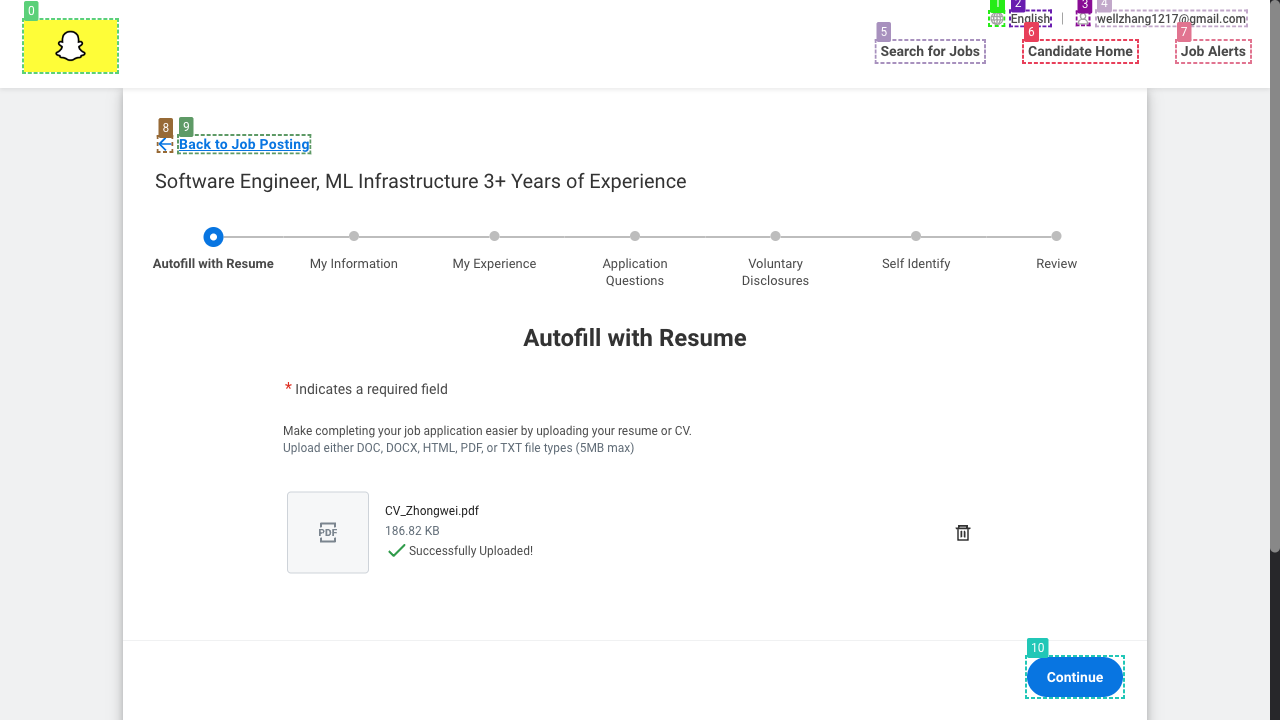 0
1
2
3
4
English
wellzhang1217@gmail.com
5
6
7
Search for Jobs
Candidate Home
Job Alerts
8
9
Back to Job Posting
Software Engineer, ML Infrastructure 3+ Years of Experience
Autofill with Resume
My Information
My Experience
Application
Questions
Voluntary
Disclosures
Self Identify
Review
Autofill with Resume
* Indicates a required field
Make completing your job application easier by uploading your resume or CV.
Upload either DOC, DOCX, HTML, PDF, or TXT file types (5MB max)
PDF
CV_Zhongwei.pdf
186.82 KB
Successfully Uploaded!
10
Continue